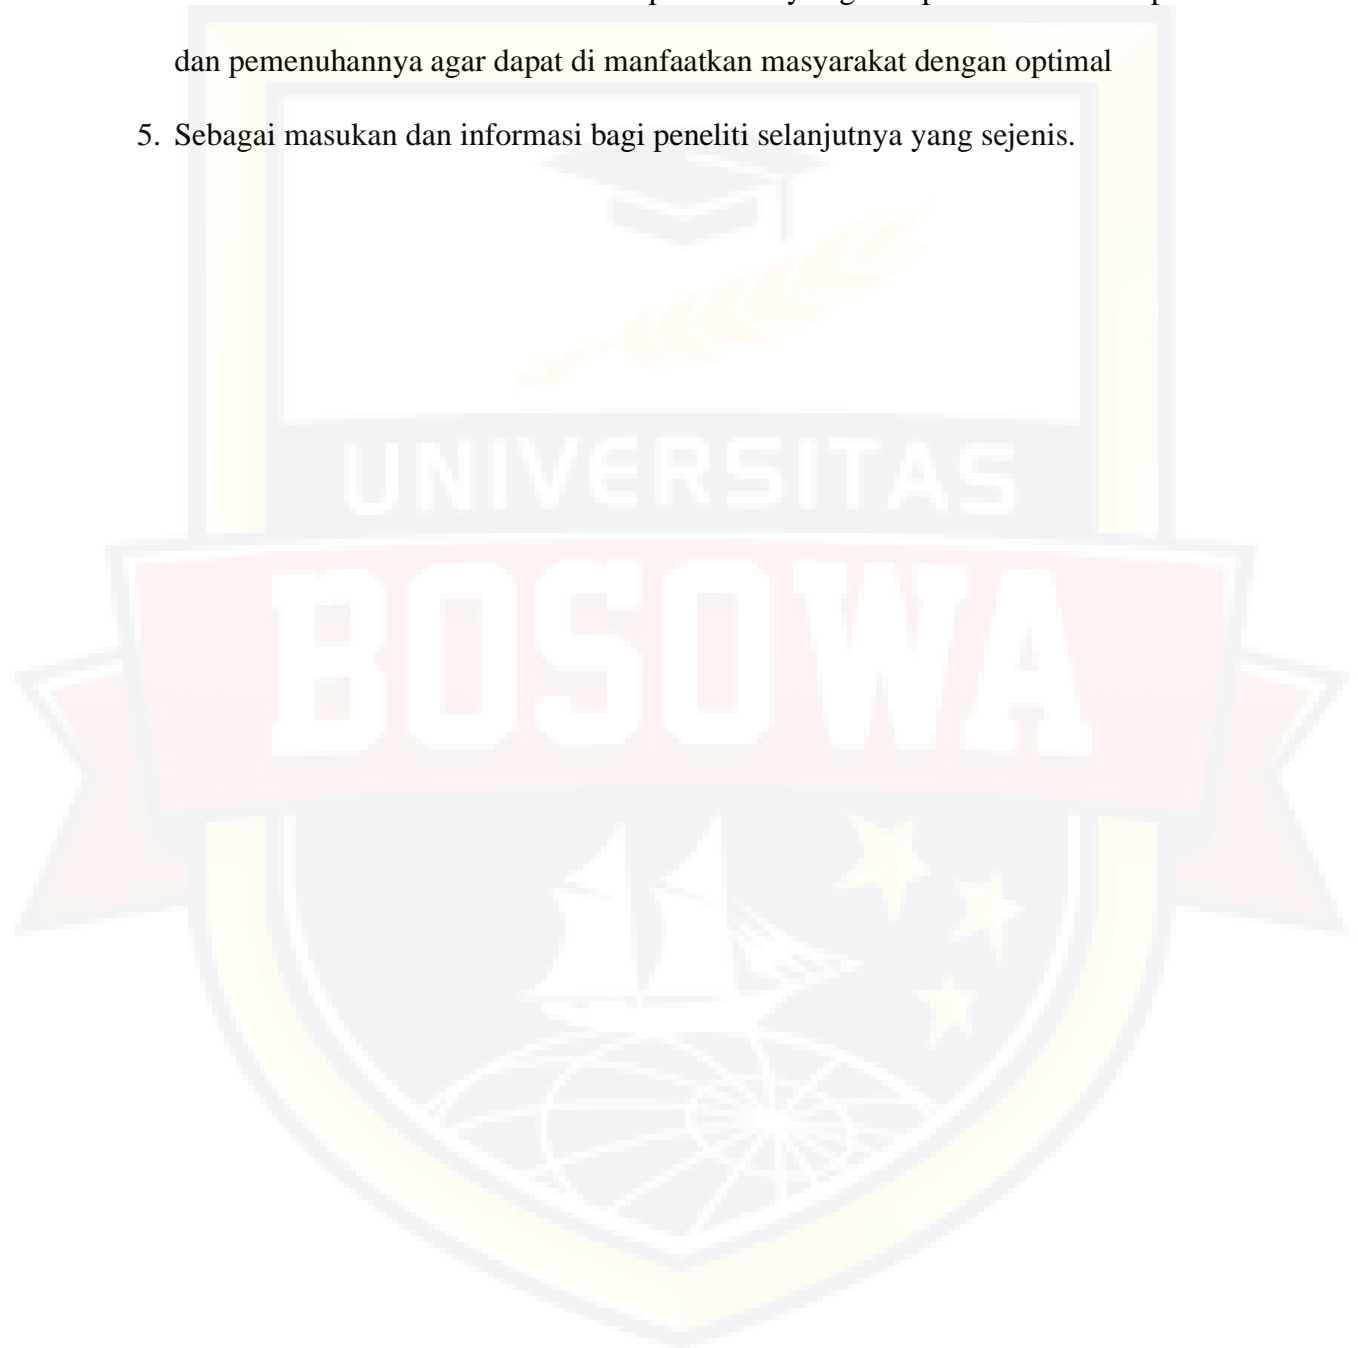 dan pemenuhannya agar dapat di manfaatkan masyarakat dengan optimal
5. Sebagai masukan dan informasi bagi peneliti selanjutnya yang sejenis.
UNIVERSITAS
BOSOWA